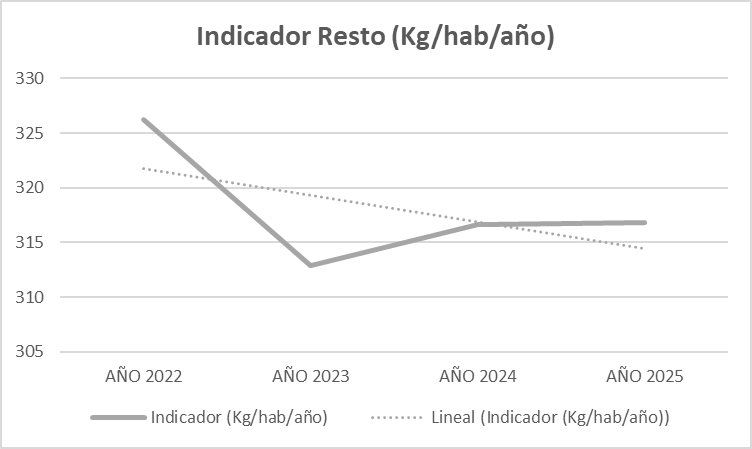 Indicador Resto (Kg/hab/año)
330
325
320
315
310
305
AÑO 2022 AÑO 2023 AÑO 2024 AÑO 2025
Indicador (Kg/hab/año) Lineal (Indicador (Kg/hab/año))